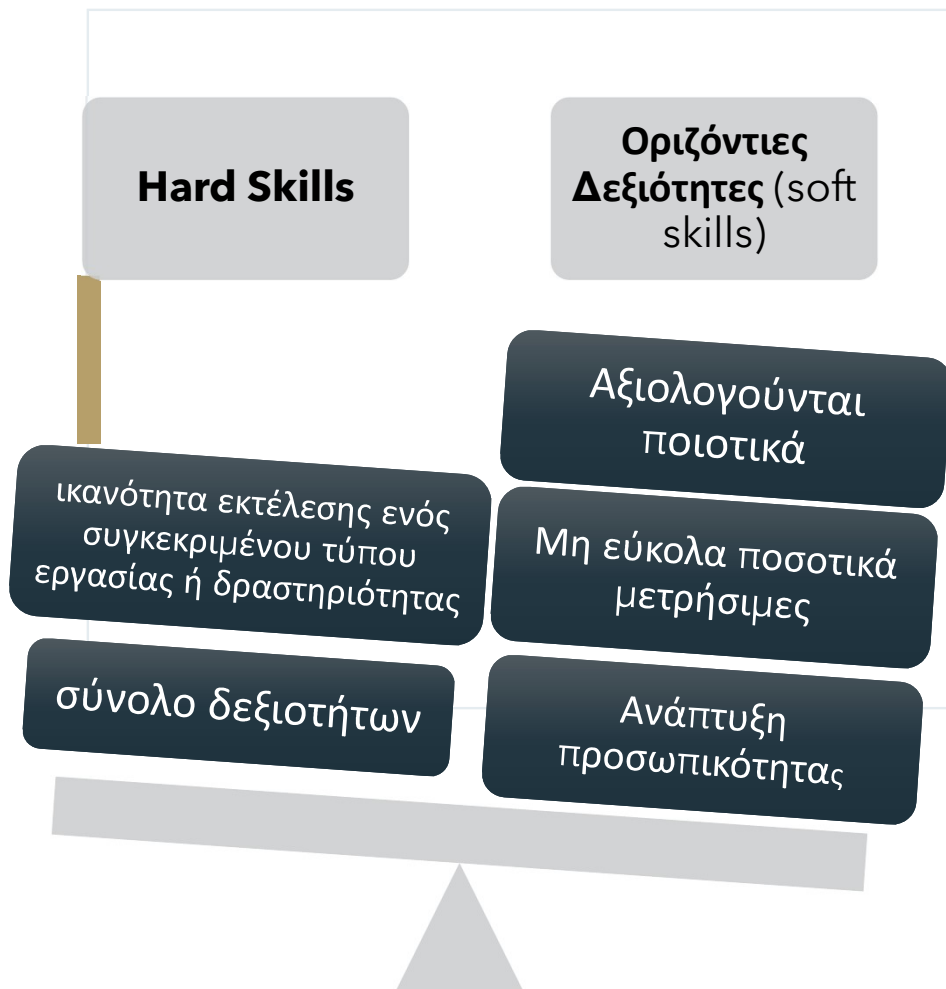 Hard Skills
Οριζόντιες
Δεξιότητες (soft
skills)
Αξιολογούνται
ποιοτικά
ικανότητα εκτέλεσης ενός
συγκεκριμένου τύπου
εργασίας ή δραστηριότητας
Μη εύκολα ποσοτικά
μετρήσιμες
σύνολο δεξιοτήτων
Ανάπτυξη
προσωπικότητας